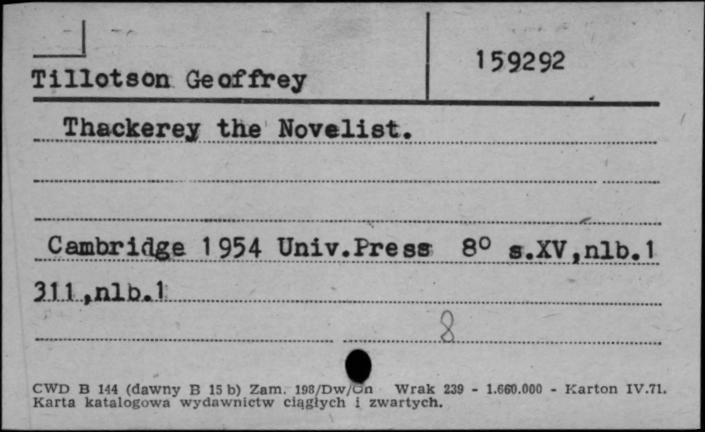 159292
Tillotson Geoffrey
Thackerey the Novelist.
Cambridge 1954 Univ.Press 8° s.XV,nlb.1
311,nlb.1
8
CWD B 144 (dawny B 15 b) Zam. 198/Dw/Dn Wrak 239 - 1.660.000 - Karton IV.71.
Karta katalogowa wydawnictw ciągłych i zwartych.